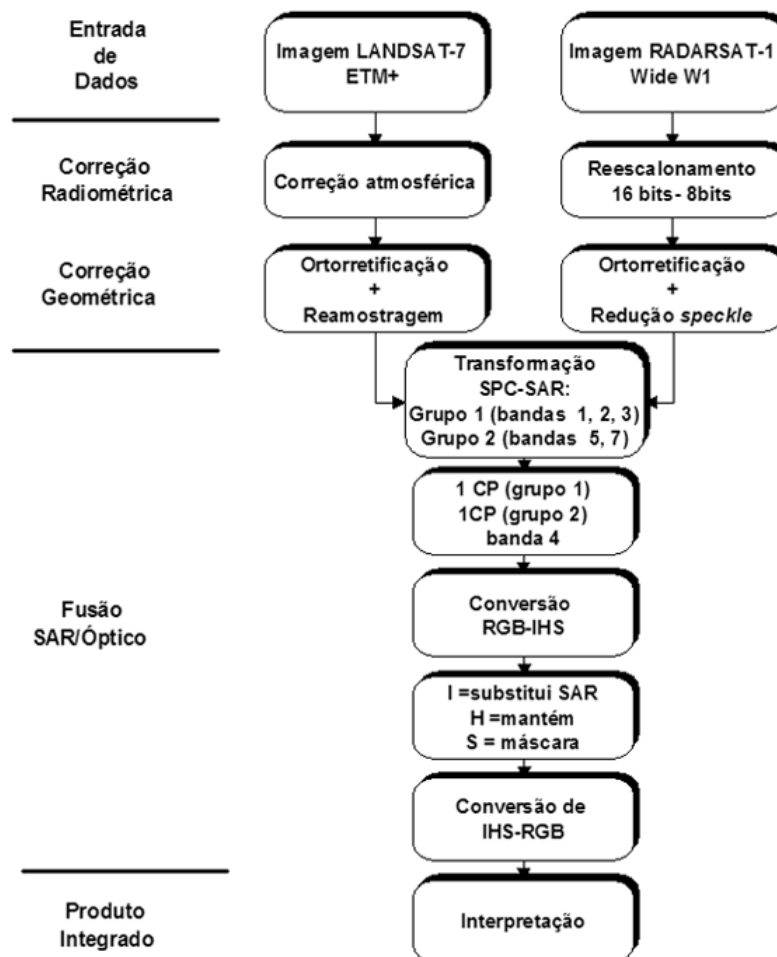 Entrada
de
Dados
Imagem LANDSAT-7
ETM+
Imagem RADARSAT-1
Wide W1
Correção
Radiométrica
Correção atmosférica
Reescalonamento
16 bits- 8bits
Correção
Geométrica
Ortorretificação
+
Reamostragem
Ortorretificação
+
Redução speckle
Transformação
SPC-SAR:
Grupo 1 (bandas 1, 2, 3)
Grupo 2 (bandas 5, 7)
1 CP (grupo 1)
1CP (grupo 2)
banda 4
Fusão
SAR/Óptico
Conversão
RGB-IHS
I =substitui SAR
H =mantém
S = máscara
Conversão de
IHS-RGB
Produto
Integrado
Interpretação